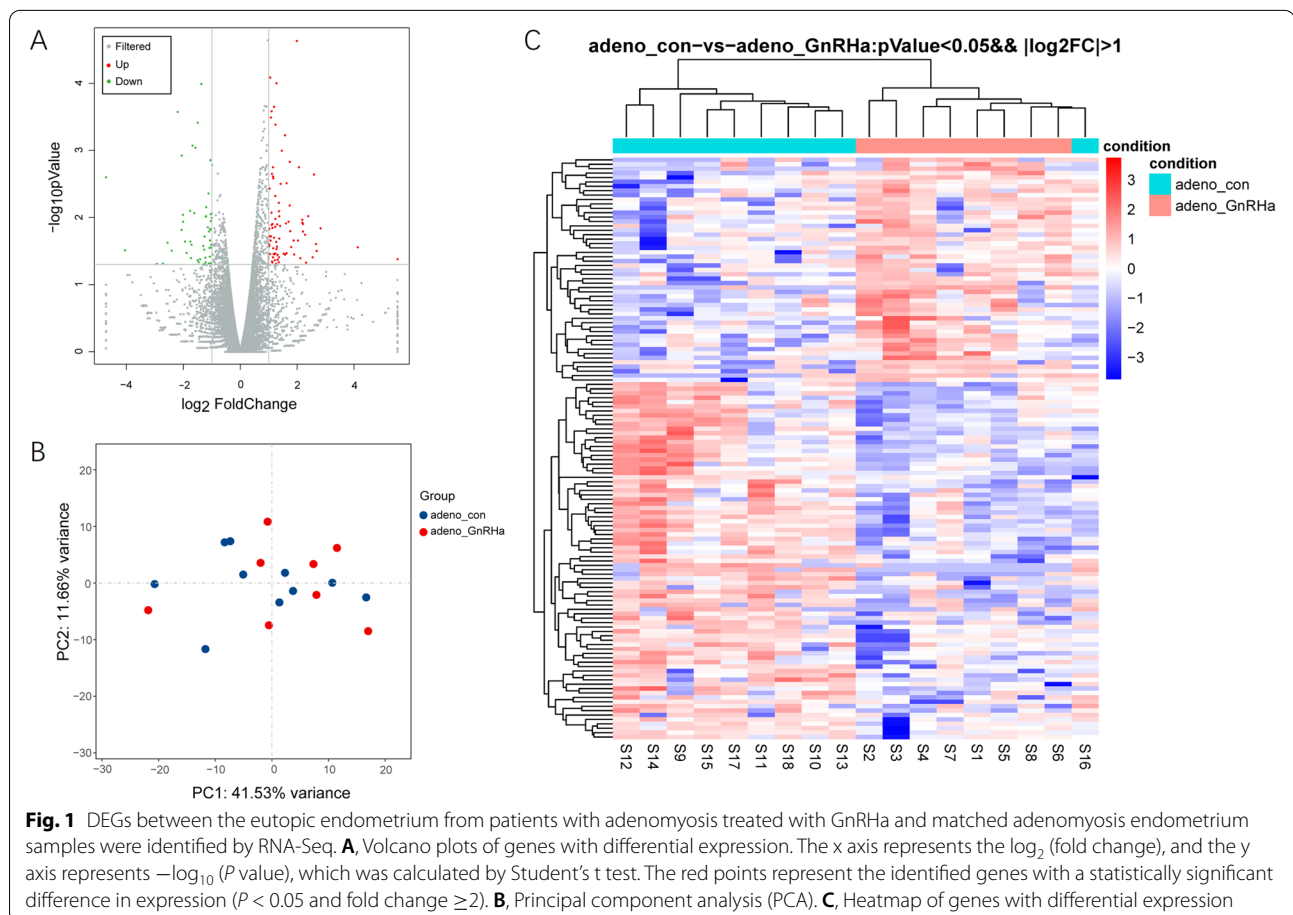 A
Filtered
Up
Down
4
3
2
1
0
−log10pValue
−4
−2
0
2
4
log2 FoldChange
B
20
10
0
−10
−20
−30
PC2: 11.66% variance
−30
−20
−10
0
10
20
PC1: 41.53% variance
Group
adeno_con
adeno_GnRHa
C
adeno_con−vs−adeno_GnRHa:pValue<0.05&& |log2FC|>1
condition
3
2
1
0
−1
−2
−3
condition
adeno_con
adeno_GnRHa
S12
S14
S9
S15
S17
S11
S18
S10
S13
S2
S3
S4
S7
S1
S5
S8
S6
S16
Fig. 1 DEGs between the eutopic endometrium from patients with adenomyosis treated with GnRHa and matched adenomyosis endometrium
samples were identified by RNA-Seq. A, Volcano plots of genes with differential expression. The x axis represents the log2 (fold change), and the y
axis represents −log10 (P value), which was calculated by Student's t test. The red points represent the identified genes with a statistically significant
difference in expression (P < 0.05 and fold change ≥2). B, Principal component analysis (PCA). C, Heatmap of genes with differential expression